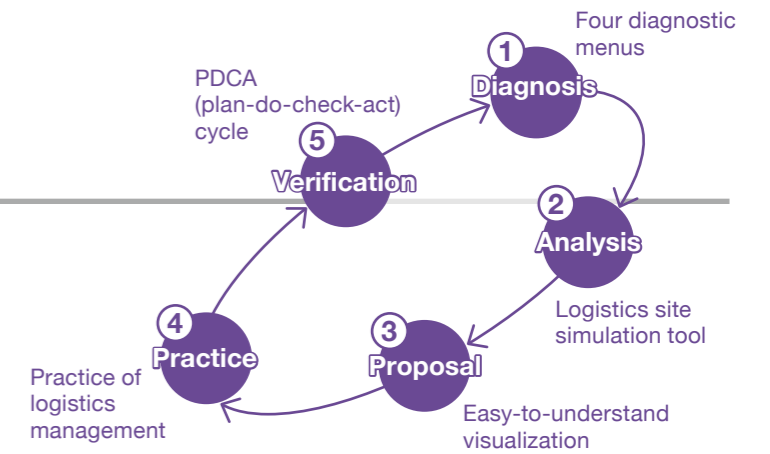 1
Diagnosis
Four diagnostic
menus
2
Analysis
Logistics site
simulation tool
3
Proposal
Easy-to-understand
visualization
4
Practice
Practice of
logistics
management
5
Verification
PDCA
(plan-do-check-act)
cycle